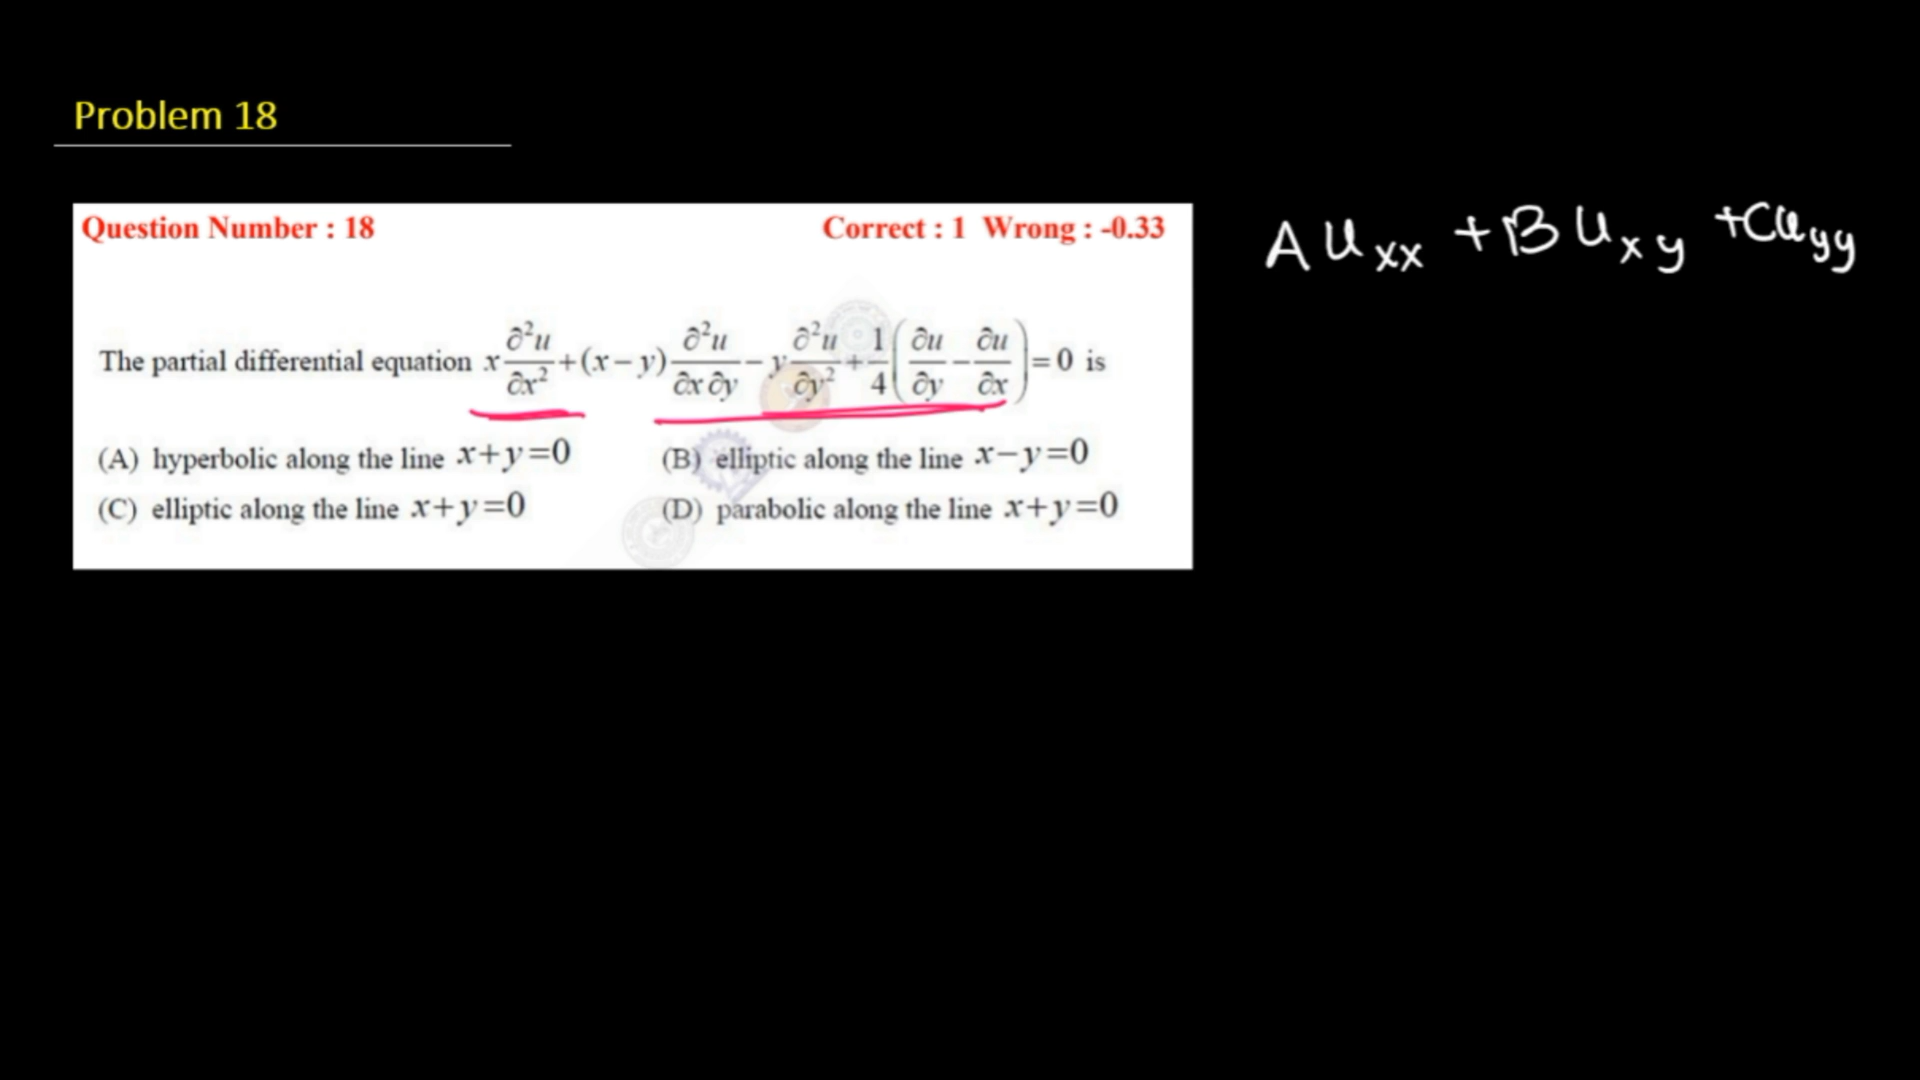 Problem 18
Question Number : 18 Correct : 1 Wrong : -0.33
A u_xx + B u_xy + C u_yy
The partial differential equation x ∂²u/∂x² + (x − y) ∂²u/∂x∂y − y ∂²u/∂y² + 1/4 (∂u/∂y − ∂u/∂x) = 0 is
(A) hyperbolic along the line x+y=0 (B) elliptic along the line x−y=0
(C) elliptic along the line x+y=0 (D) parabolic along the line x+y=0